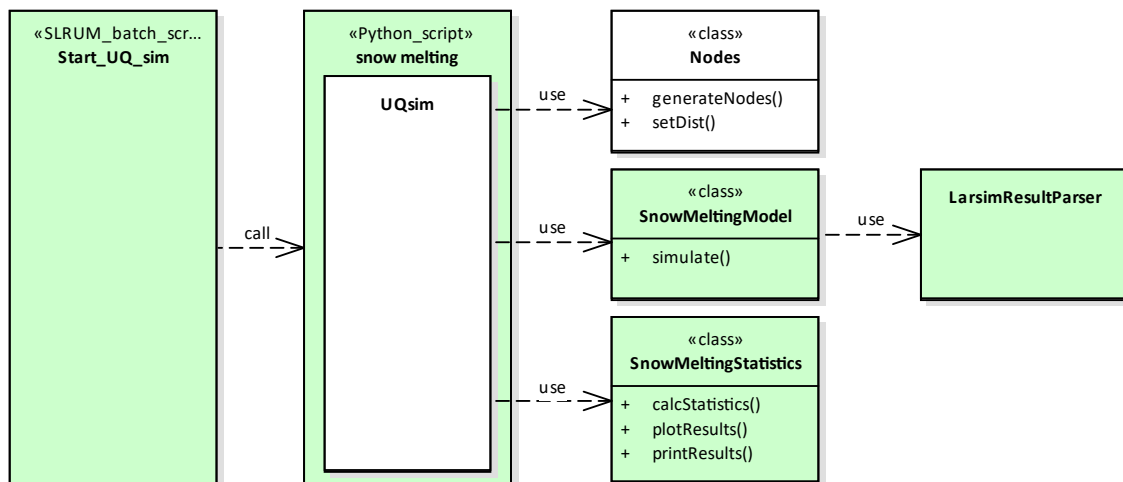 «SLRUM_batch_scr...
Start_UQ_sim
call
«Python_script»
snow melting
UQsim
use
«class»
Nodes
+ generateNodes()
+ setDist()
use
«class»
SnowMeltingModel
+ simulate()
use
LarsimResultParser
use
«class»
SnowMeltingStatistics
+ calcStatistics()
+ plotResults()
+ printResults()